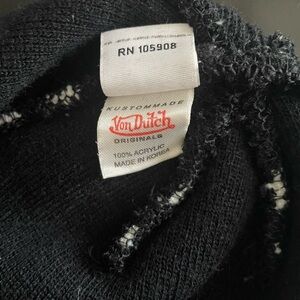 RN 105908
KUSTOMMADE
Von Dutch
ORIGINALS
100% ACRYLIC
MADE IN KOREA